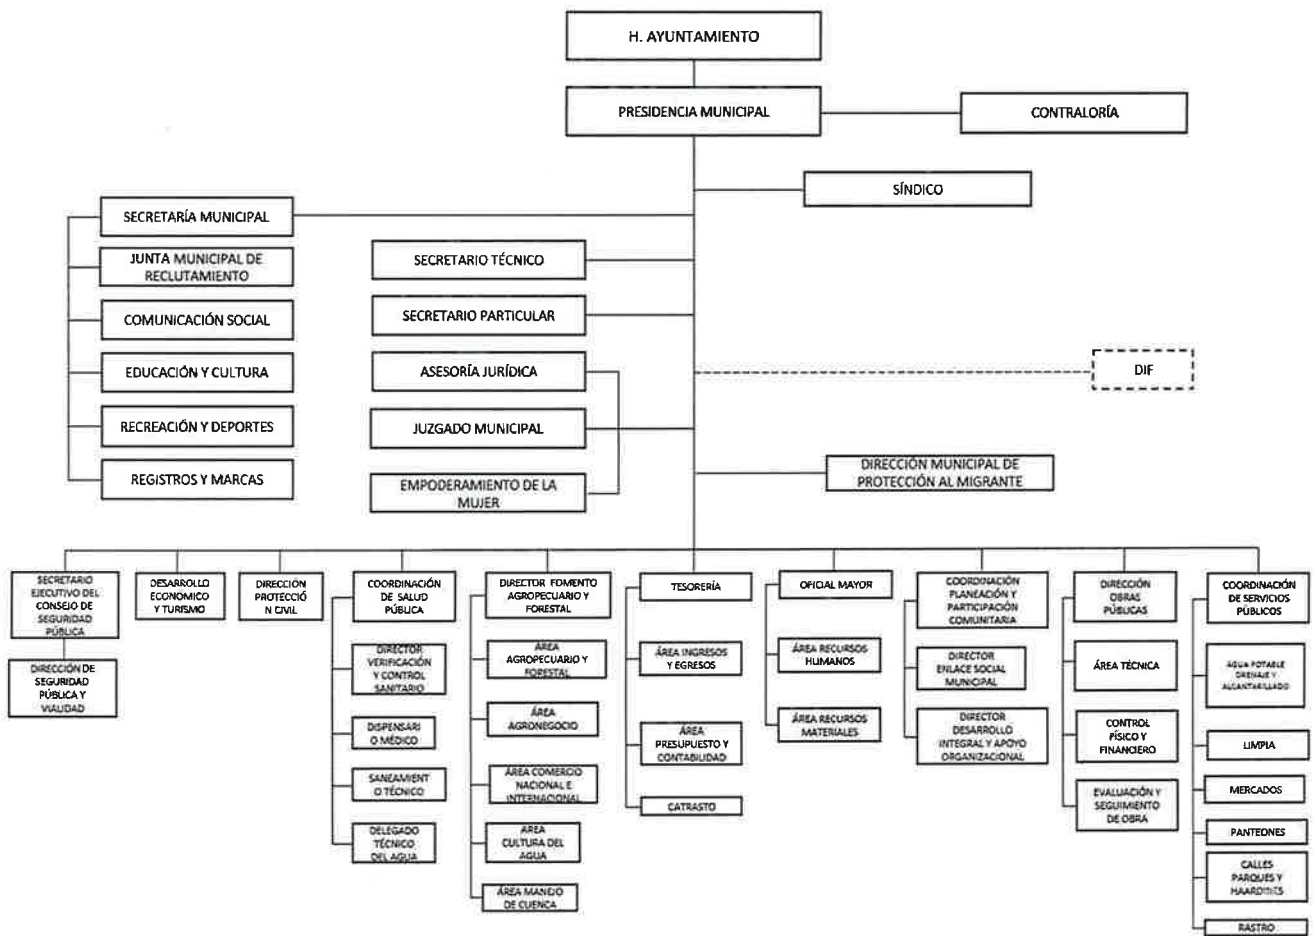 H. AYUNTAMIENTO
PRESIDENCIA MUNICIPAL
CONTRALORÍA
SÍNDICO
SECRETARÍA MUNICIPAL
JUNTA MUNICIPAL DE
RECLUTAMIENTO
COMUNICACIÓN SOCIAL
EDUCACIÓN Y CULTURA
RECREACIÓN Y DEPORTES
REGISTROS Y MARCAS
SECRETARIO TÉCNICO
SECRETARIO PARTICULAR
ASESORÍA JURÍDICA
JUZGADO MUNICIPAL
EMPODERAMIENTO DE LA
MUJER
DIF
DIRECCIÓN MUNICIPAL DE
PROTECCIÓN AL MIGRANTE
SECRETARIO
EJECUTIVO DEL
CONSEJO DE
SEGURIDAD
PÚBLICA
DIRECCIÓN DE
SEGURIDAD
PÚBLICA Y
VIALIDAD
DESARROLLO
ECONÓMICO
Y TURISMO
DIRECCIÓN
PROTECCIÓ
N CIVIL
COORDINACIÓN
DE SALUD
PÚBLICA
DIRECTOR
VERIFICACIÓN
Y CONTROL
SANITARIO
DISPENSARI
O MÉDICO
SANEAMIENT
O TÉCNICO
DELEGADO
TÉCNICO
DEL AGUA
DIRECTOR FOMENTO
AGROPECUARIO Y
FORESTAL
ÁREA
AGROPECUARIO Y
FORESTAL
ÁREA
AGRONEGOCIO
ÁREA COMERCIO
NACIONAL E
INTERNACIONAL
AREA
CULTURA DEL
AGUA
ÁREA MANEJO
DE CUENCA
TESORERÍA
ÁREA INGRESOS
Y EGRESOS
ÁREA
PRESUPUESTO Y
CONTABILIDAD
CATRASTO
OFICIAL MAYOR
ÁREA RECURSOS
HUMANOS
ÁREA RECURSOS
MATERIALES
COORDINACIÓN
PLANEACIÓN Y
PARTICIPACIÓN
COMUNITARIA
DIRECTOR
ENLACE SOCIAL
MUNICIPAL
DIRECTOR
DESARROLLO
INTEGRAL Y APOYO
ORGANIZACIONAL
DIRECCIÓN
OBRAS
PÚBLICAS
ÁREA TÉCNICA
CONTROL
PÍSICO Y
FINANCIERO
EVALUACIÓN Y
SEGUIMIENTO
DE OBRA
COORDINACIÓN
DE SERVICIOS
PÚBLICOS
AGUA POTABLE
DRENAJE Y
ALCANTARILLADO
LIMPIA
MERCADOS
PANTEONES
CALLES
PARQUES Y
HAARDINES
RASTRO